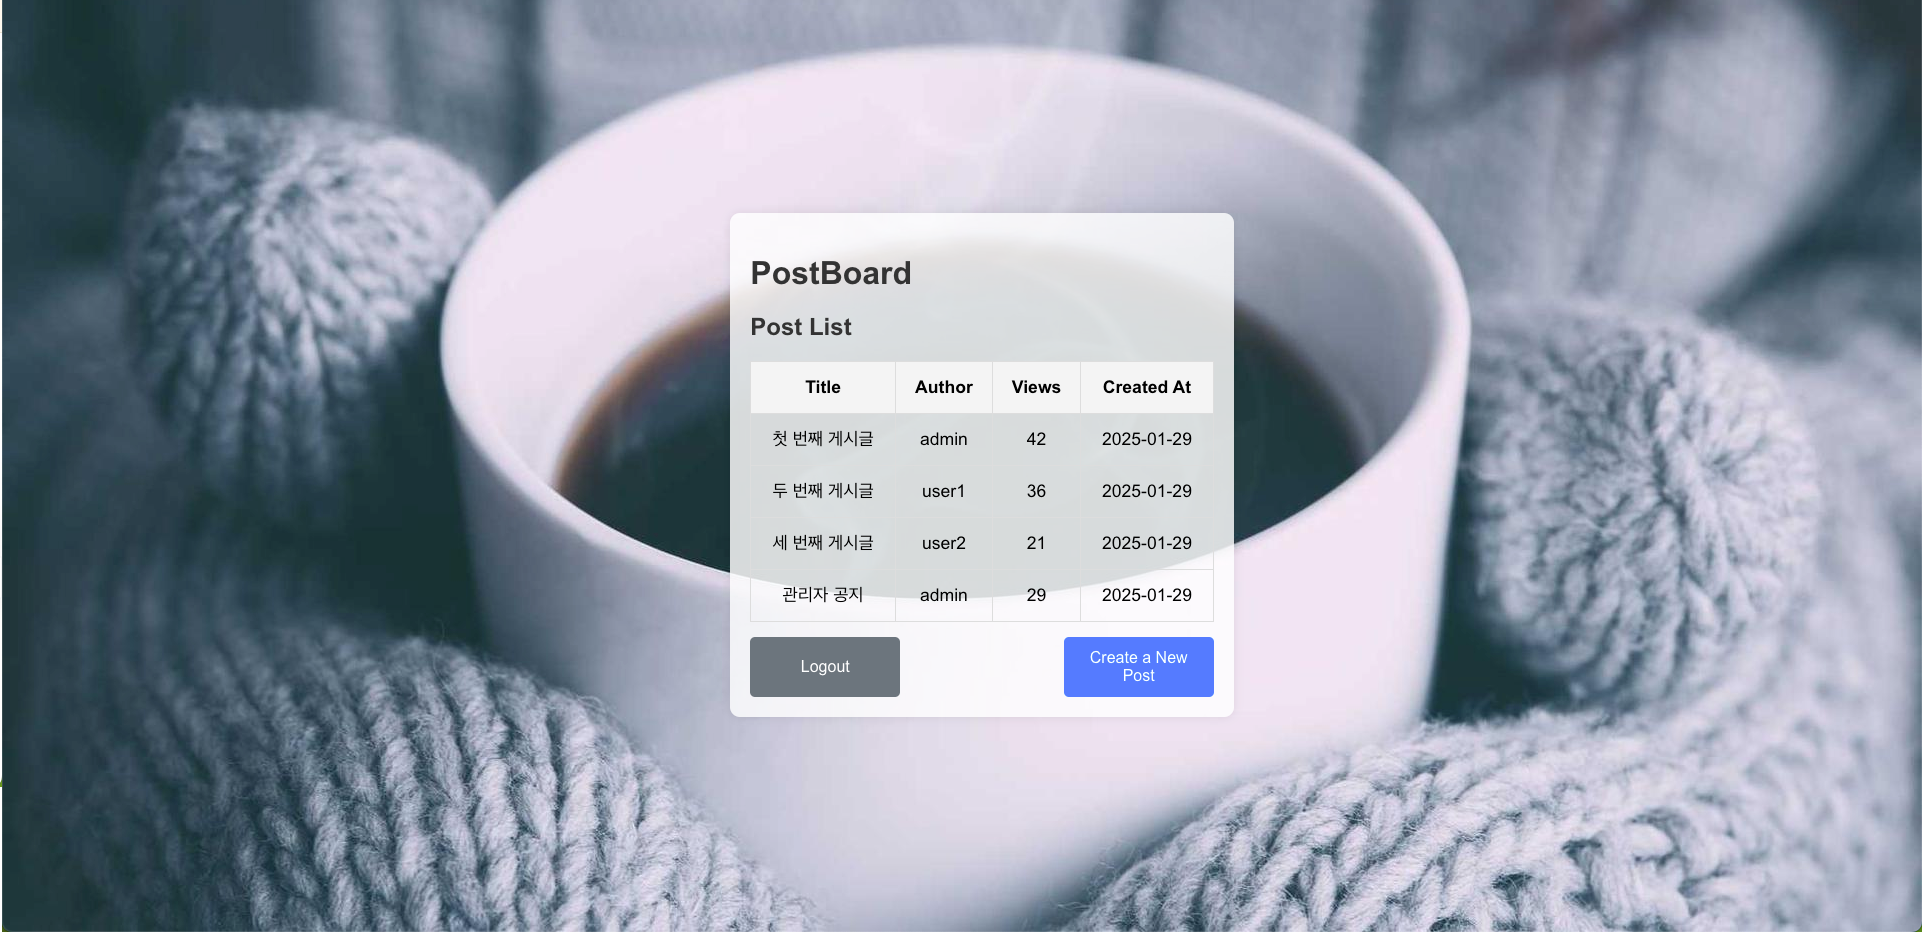 PostBoard
Post List
Title Author Views Created At
첫 번째 게시글 admin 42 2025-01-29
두 번째 게시글 user1 36 2025-01-29
세 번째 게시글 user2 21 2025-01-29
관리자 공지 admin 29 2025-01-29
Logout
Create a New
Post